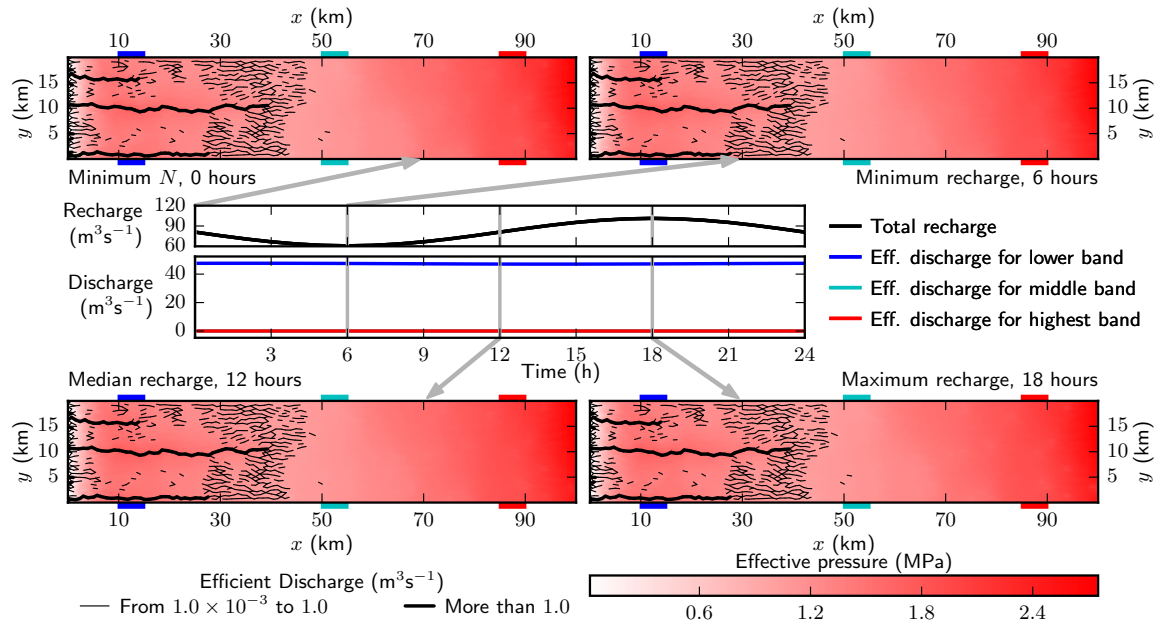 x (km)
x (km)
10 30 50 70 90
10 30 50 70 90
15
10
5
y (km)
15
10
5
y (km)
Minimum N, 0 hours
Minimum recharge, 6 hours
Recharge
(m³s⁻¹)
120
90
60
Discharge
(m³s⁻¹)
40
20
0
3 6 9 12 15 18 21 24
Time (h)
Total recharge
Eff. discharge for lower band
Eff. discharge for middle band
Eff. discharge for highest band
Median recharge, 12 hours
Maximum recharge, 18 hours
15
10
5
y (km)
15
10
5
y (km)
10 30 50 70 90
10 30 50 70 90
x (km)
x (km)
Efficient Discharge (m³s⁻¹)
From 1.0 × 10⁻³ to 1.0
More than 1.0
Effective pressure (MPa)
0.6 1.2 1.8 2.4